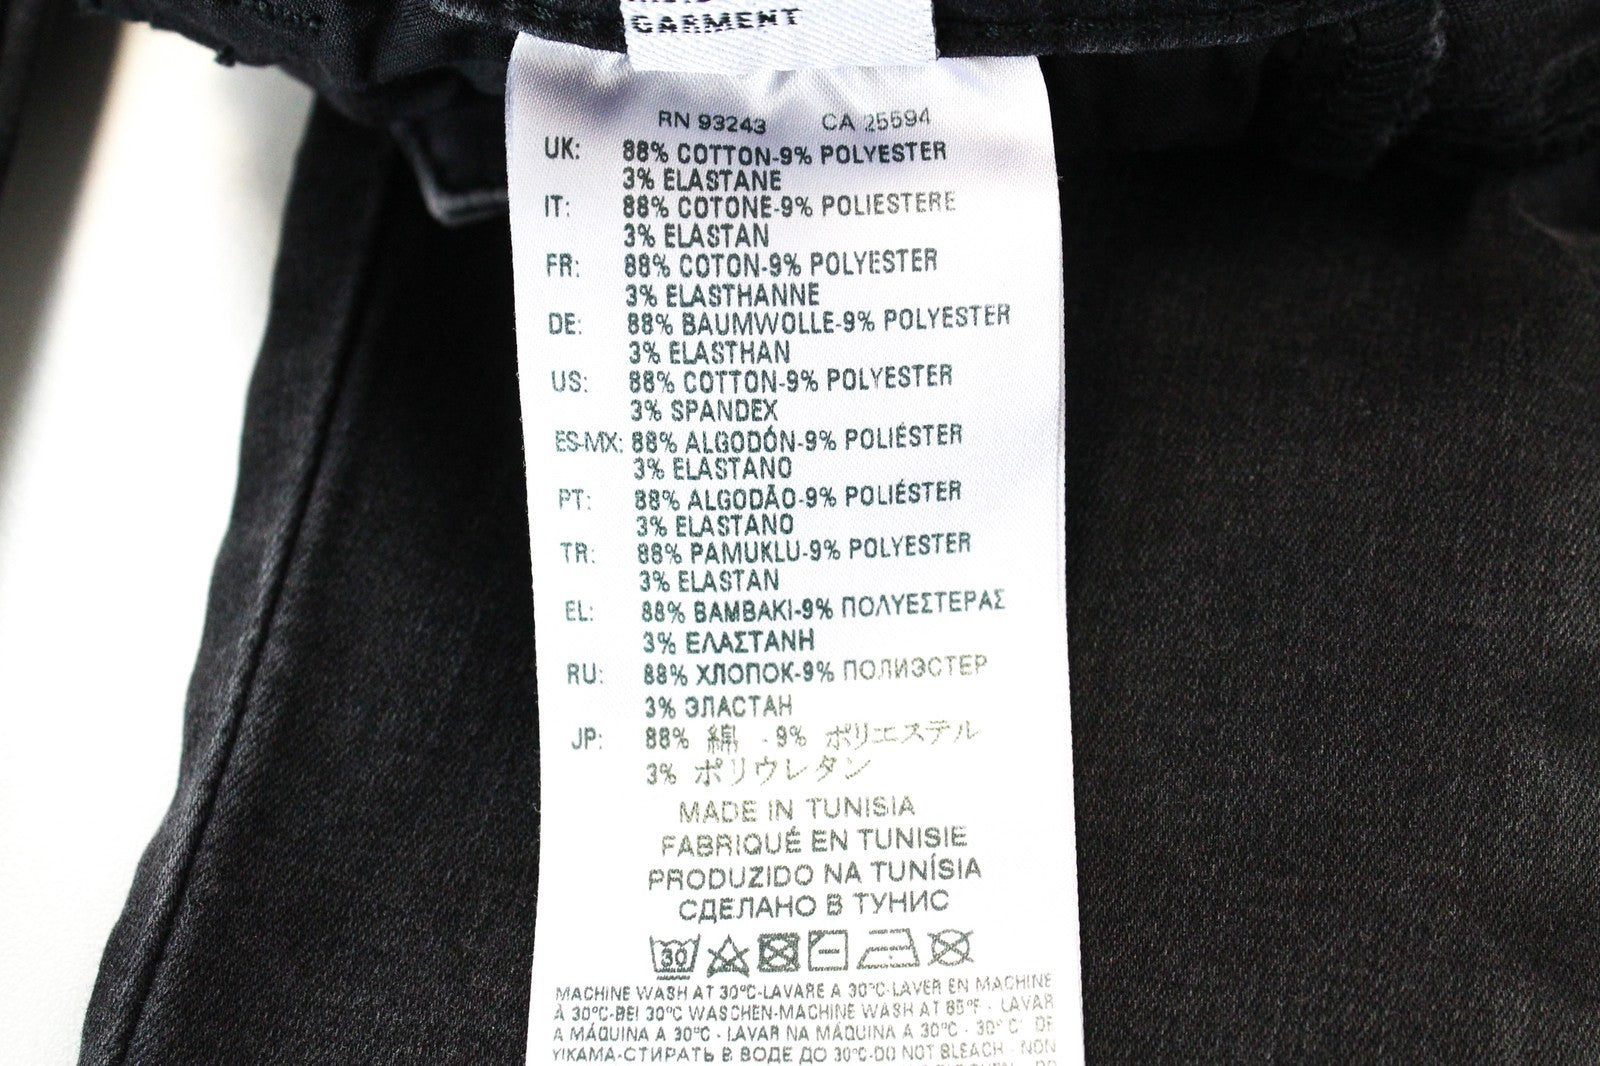 GARMENT
RN 93243 CA 25594
UK: 88% COTTON-9% POLYESTER
3% ELASTANE
IT: 88% COTONE-9% POLIESTERE
3% ELASTAN
FR: 88% COTON-9% POLYESTER
3% ELASTHANNE
DE: 88% BAUMWOLLE-9% POLYESTER
3% ELASTHAN
US: 88% COTTON-9% POLYESTER
3% SPANDEX
ES-MX: 88% ALGODÓN-9% POLIÉSTER
3% ELASTANO
PT: 88% ALGODÃO-9% POLIÉSTER
3% ELASTANO
TR: 88% PAMUKLU-9% POLYESTER
3% ELASTAN
EL: 88% ΒΑΜΒΑΚΙ-9% ΠΟΛΥΕΣΤΕΡΑΣ
3% ΕΛΑΣΤΑΝΗ
RU: 88% ХЛОПОК-9% ПОЛИЭСТЕР
3% ЭЛАСТАН
JP: 88% 綿 -9% ポリエステル
3% ポリウレタン
MADE IN TUNISIA
FABRIQUÉ EN TUNISIE
PRODUZIDO NA TUNÍSIA
СДЕЛАНО В ТУНИС
30
MACHINE WASH AT 30°C-LAVARE A 30°C-LAVER EN MACHINE
À 30°C-BEI 30°C WASCHEN-MACHINE WASH AT 85°F - LAVAR
A MÁQUINA A 30°C - LAVAR NA MÁQUINA A 30°C - 30° C' DE
YIKAMA-СТИРАТЬ В ВОДЕ ДО 30°C-DO NOT BLEACH - NON